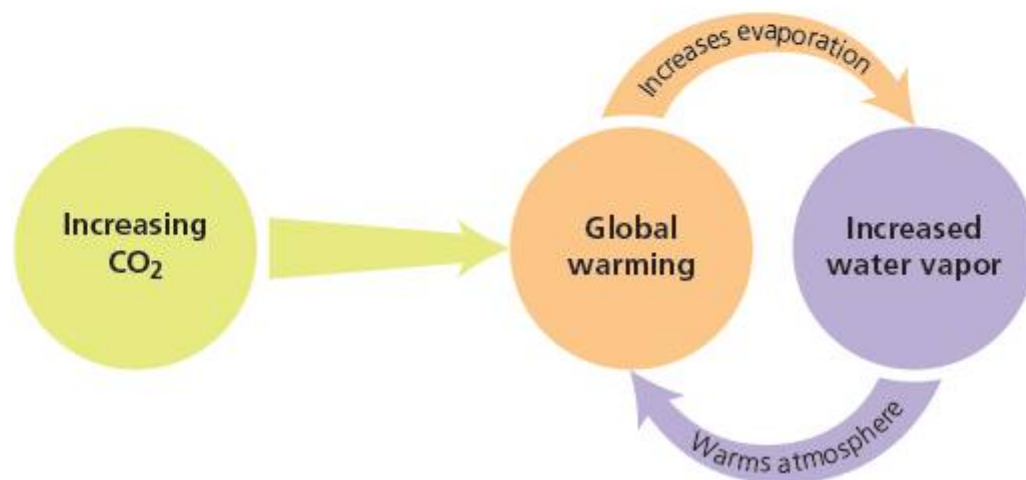 Increasing
CO₂
Global
warming
Increases evaporation
Increased
water vapor
Warms atmosphere